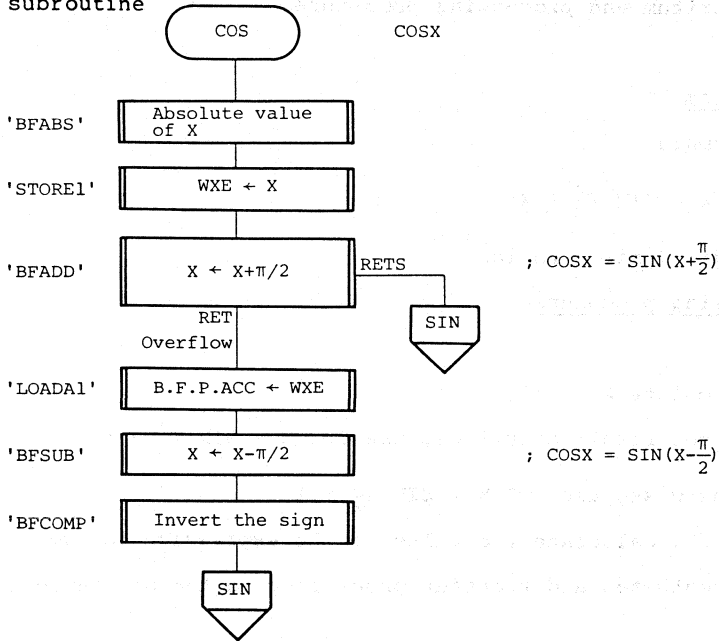 subroutine
COS
COSX
'BFABS'
Absolute value
of X
'STORE1'
WXE ← X
'BFADD'
X ← X+π/2
RETS
; COSX = SIN(X+π/2)
SIN
RET
Overflow
'LOADA1'
B.F.P.ACC ← WXE
'BFSUB'
X ← X-π/2
; COSX = SIN(X-π/2)
'BFCOMP'
Invert the sign
SIN